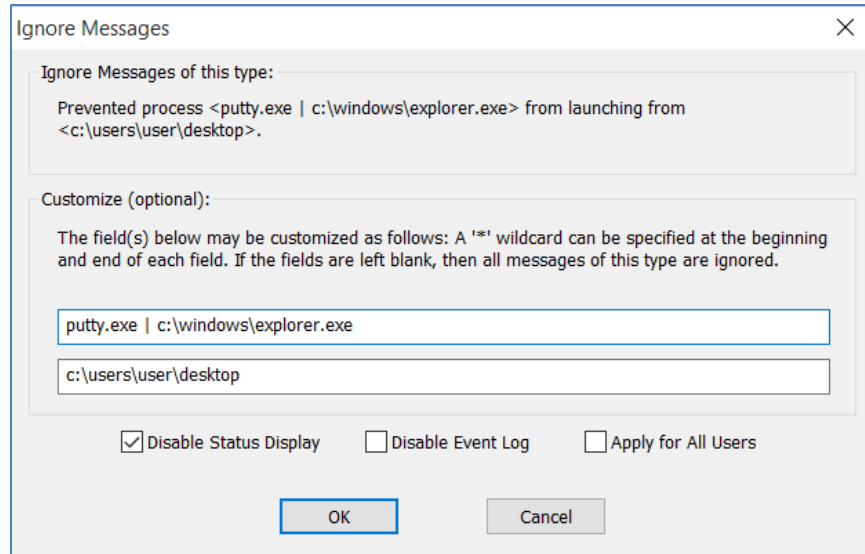 Ignore Messages
Ignore Messages of this type:
Prevented process <putty.exe | c:\windows\explorer.exe> from launching from
<c:\users\user\desktop>.
Customize (optional):
The field(s) below may be customized as follows: A '*' wildcard can be specified at the beginning
and end of each field. If the fields are left blank, then all messages of this type are ignored.
putty.exe | c:\windows\explorer.exe
c:\users\user\desktop
Disable Status Display Disable Event Log Apply for All Users
OK Cancel